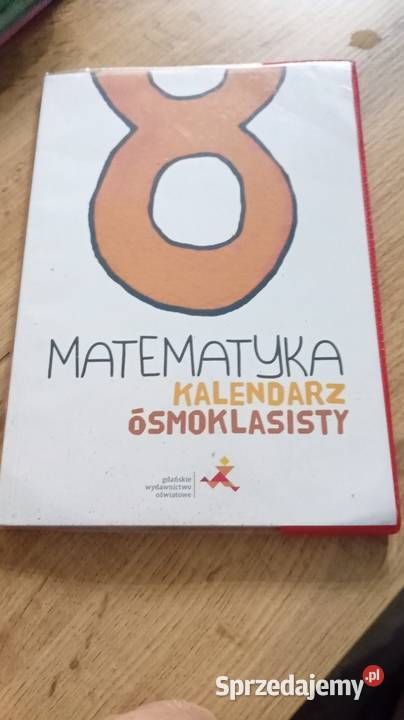 8
MATEMATYKA
KALENDARZ
ÓSMOKLASISTY
gdańskie
wydawnictwo
oświatowe
Sprzedajemy.pl